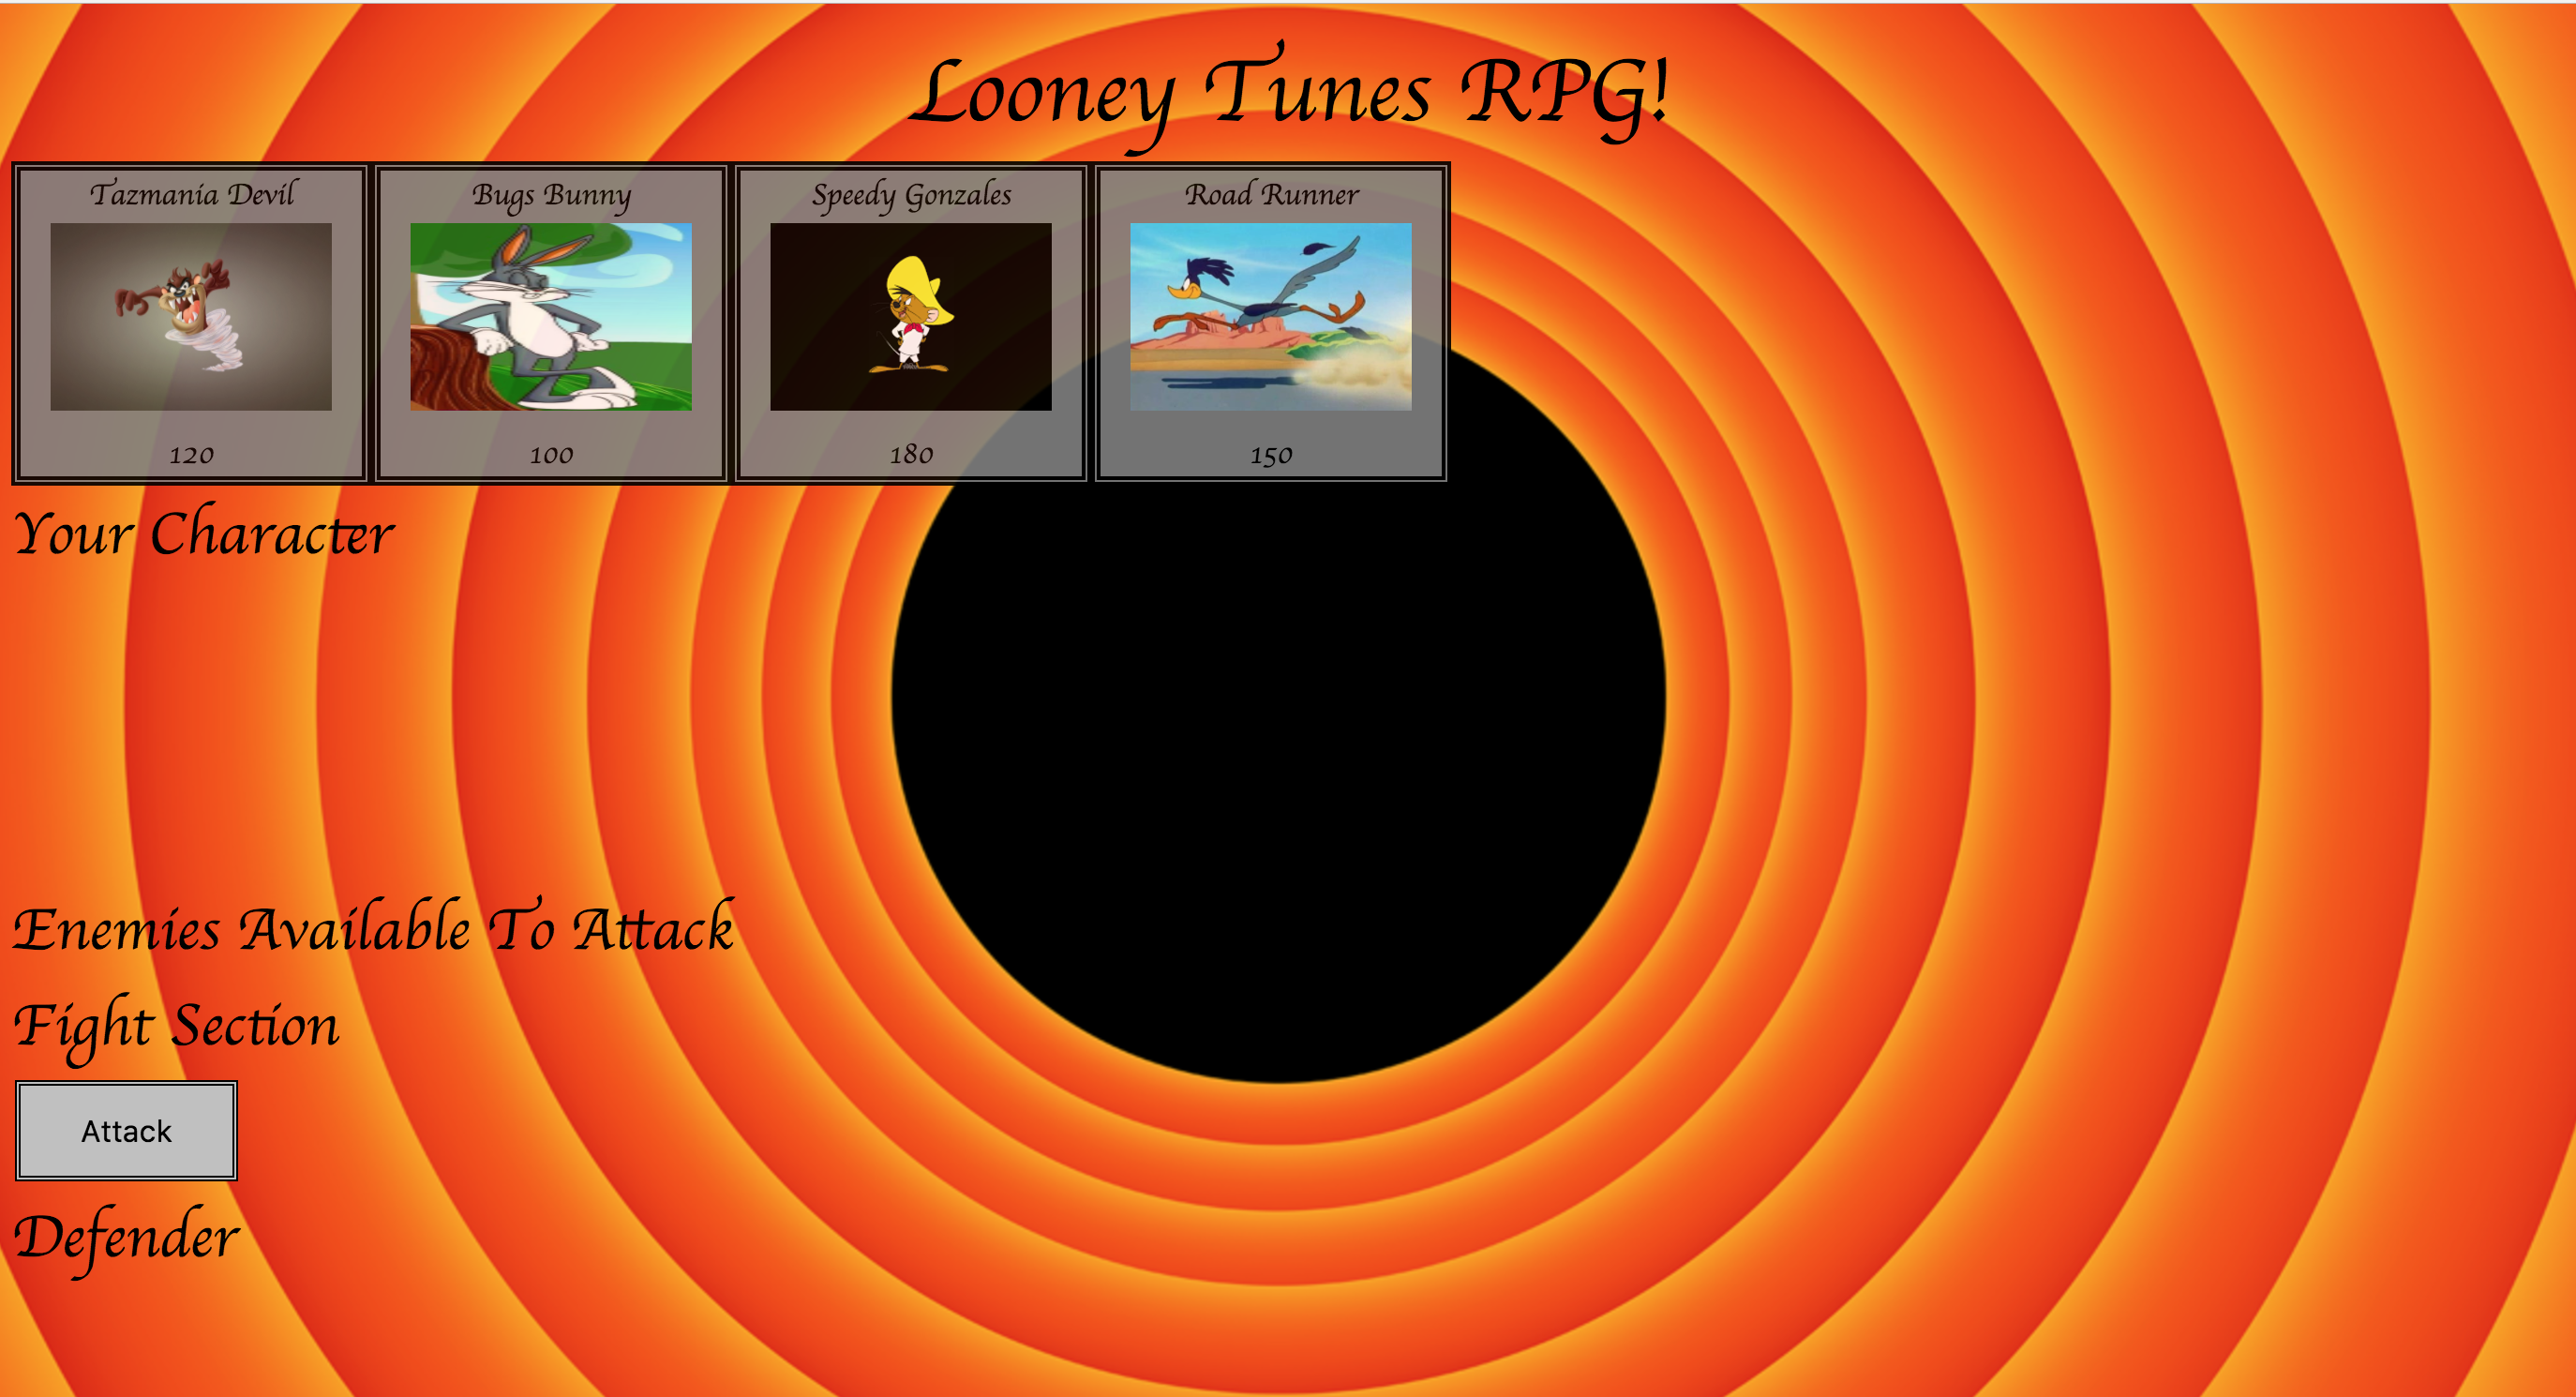 Looney Tunes RPG!
Tazmania Devil
Bugs Bunny
Speedy Gonzales
Road Runner
120
100
180
150
Your Character
Enemies Available To Attack
Fight Section
Attack
Defender